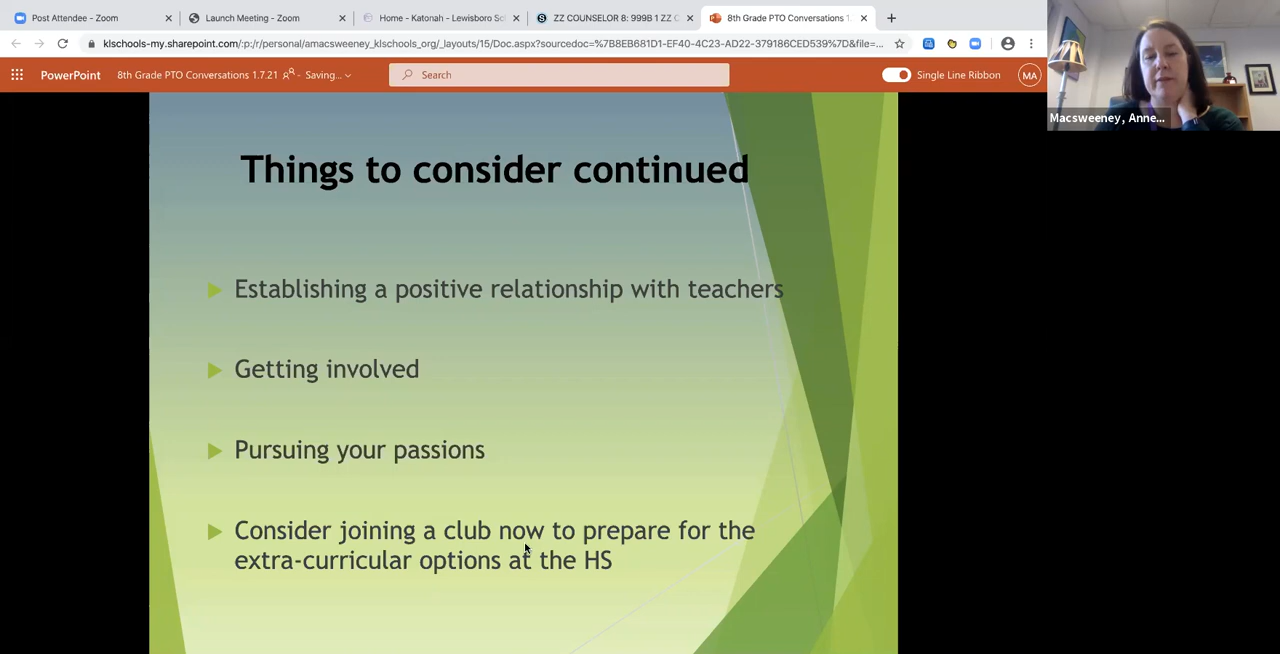 Post Attendee - Zoom
Launch Meeting - Zoom
Home - Katonah - Lewisboro Sc
ZZ COUNSELOR 8: 999B 1 ZZ C
8th Grade PTO Conversations 1.
klschools-my.sharepoint.com/:p:/r/personal/amacsweeney_klschools_org/_layouts/15/Doc.aspx?sourcedoc=%7B8EB681D1-EF40-4C23-AD22-379186CED539%7D&file=...
PowerPoint
8th Grade PTO Conversations 1.7.21 - Saving...
Search
Single Line Ribbon
MA
Macsweeney, Anne...
Things to consider continued
Establishing a positive relationship with teachers
Getting involved
Pursuing your passions
Consider joining a club now to prepare for the
extra-curricular options at the HS